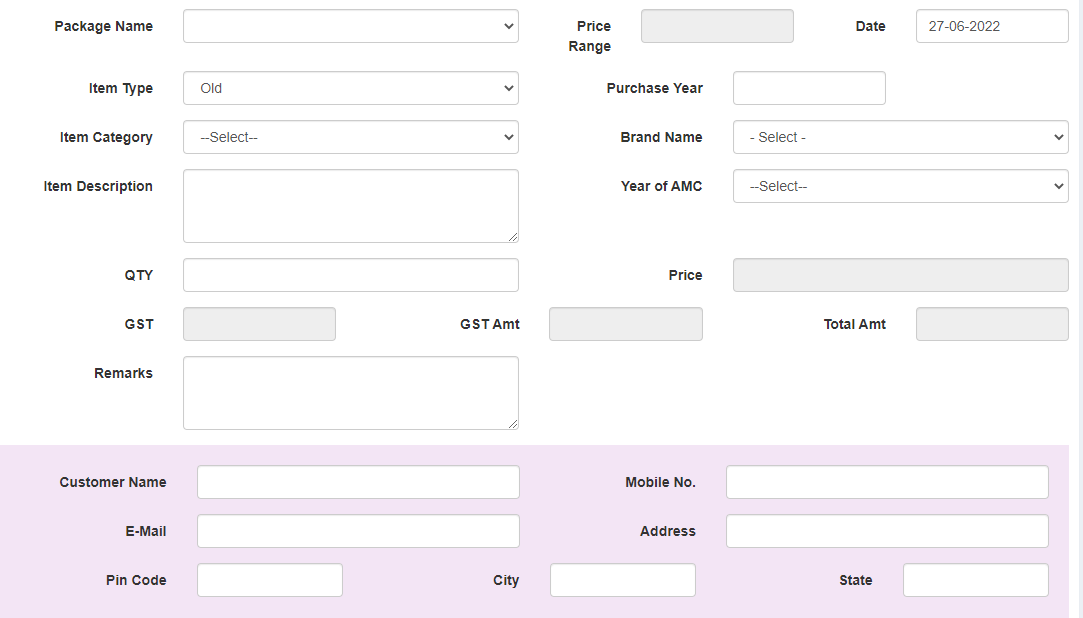 Package Name
Price Range
Date 27-06-2022
Item Type Old
Purchase Year
Item Category --Select--
Brand Name - Select -
Item Description
Year of AMC --Select--
QTY
Price
GST
GST Amt
Total Amt
Remarks
Customer Name
Mobile No.
E-Mail
Address
Pin Code
City
State